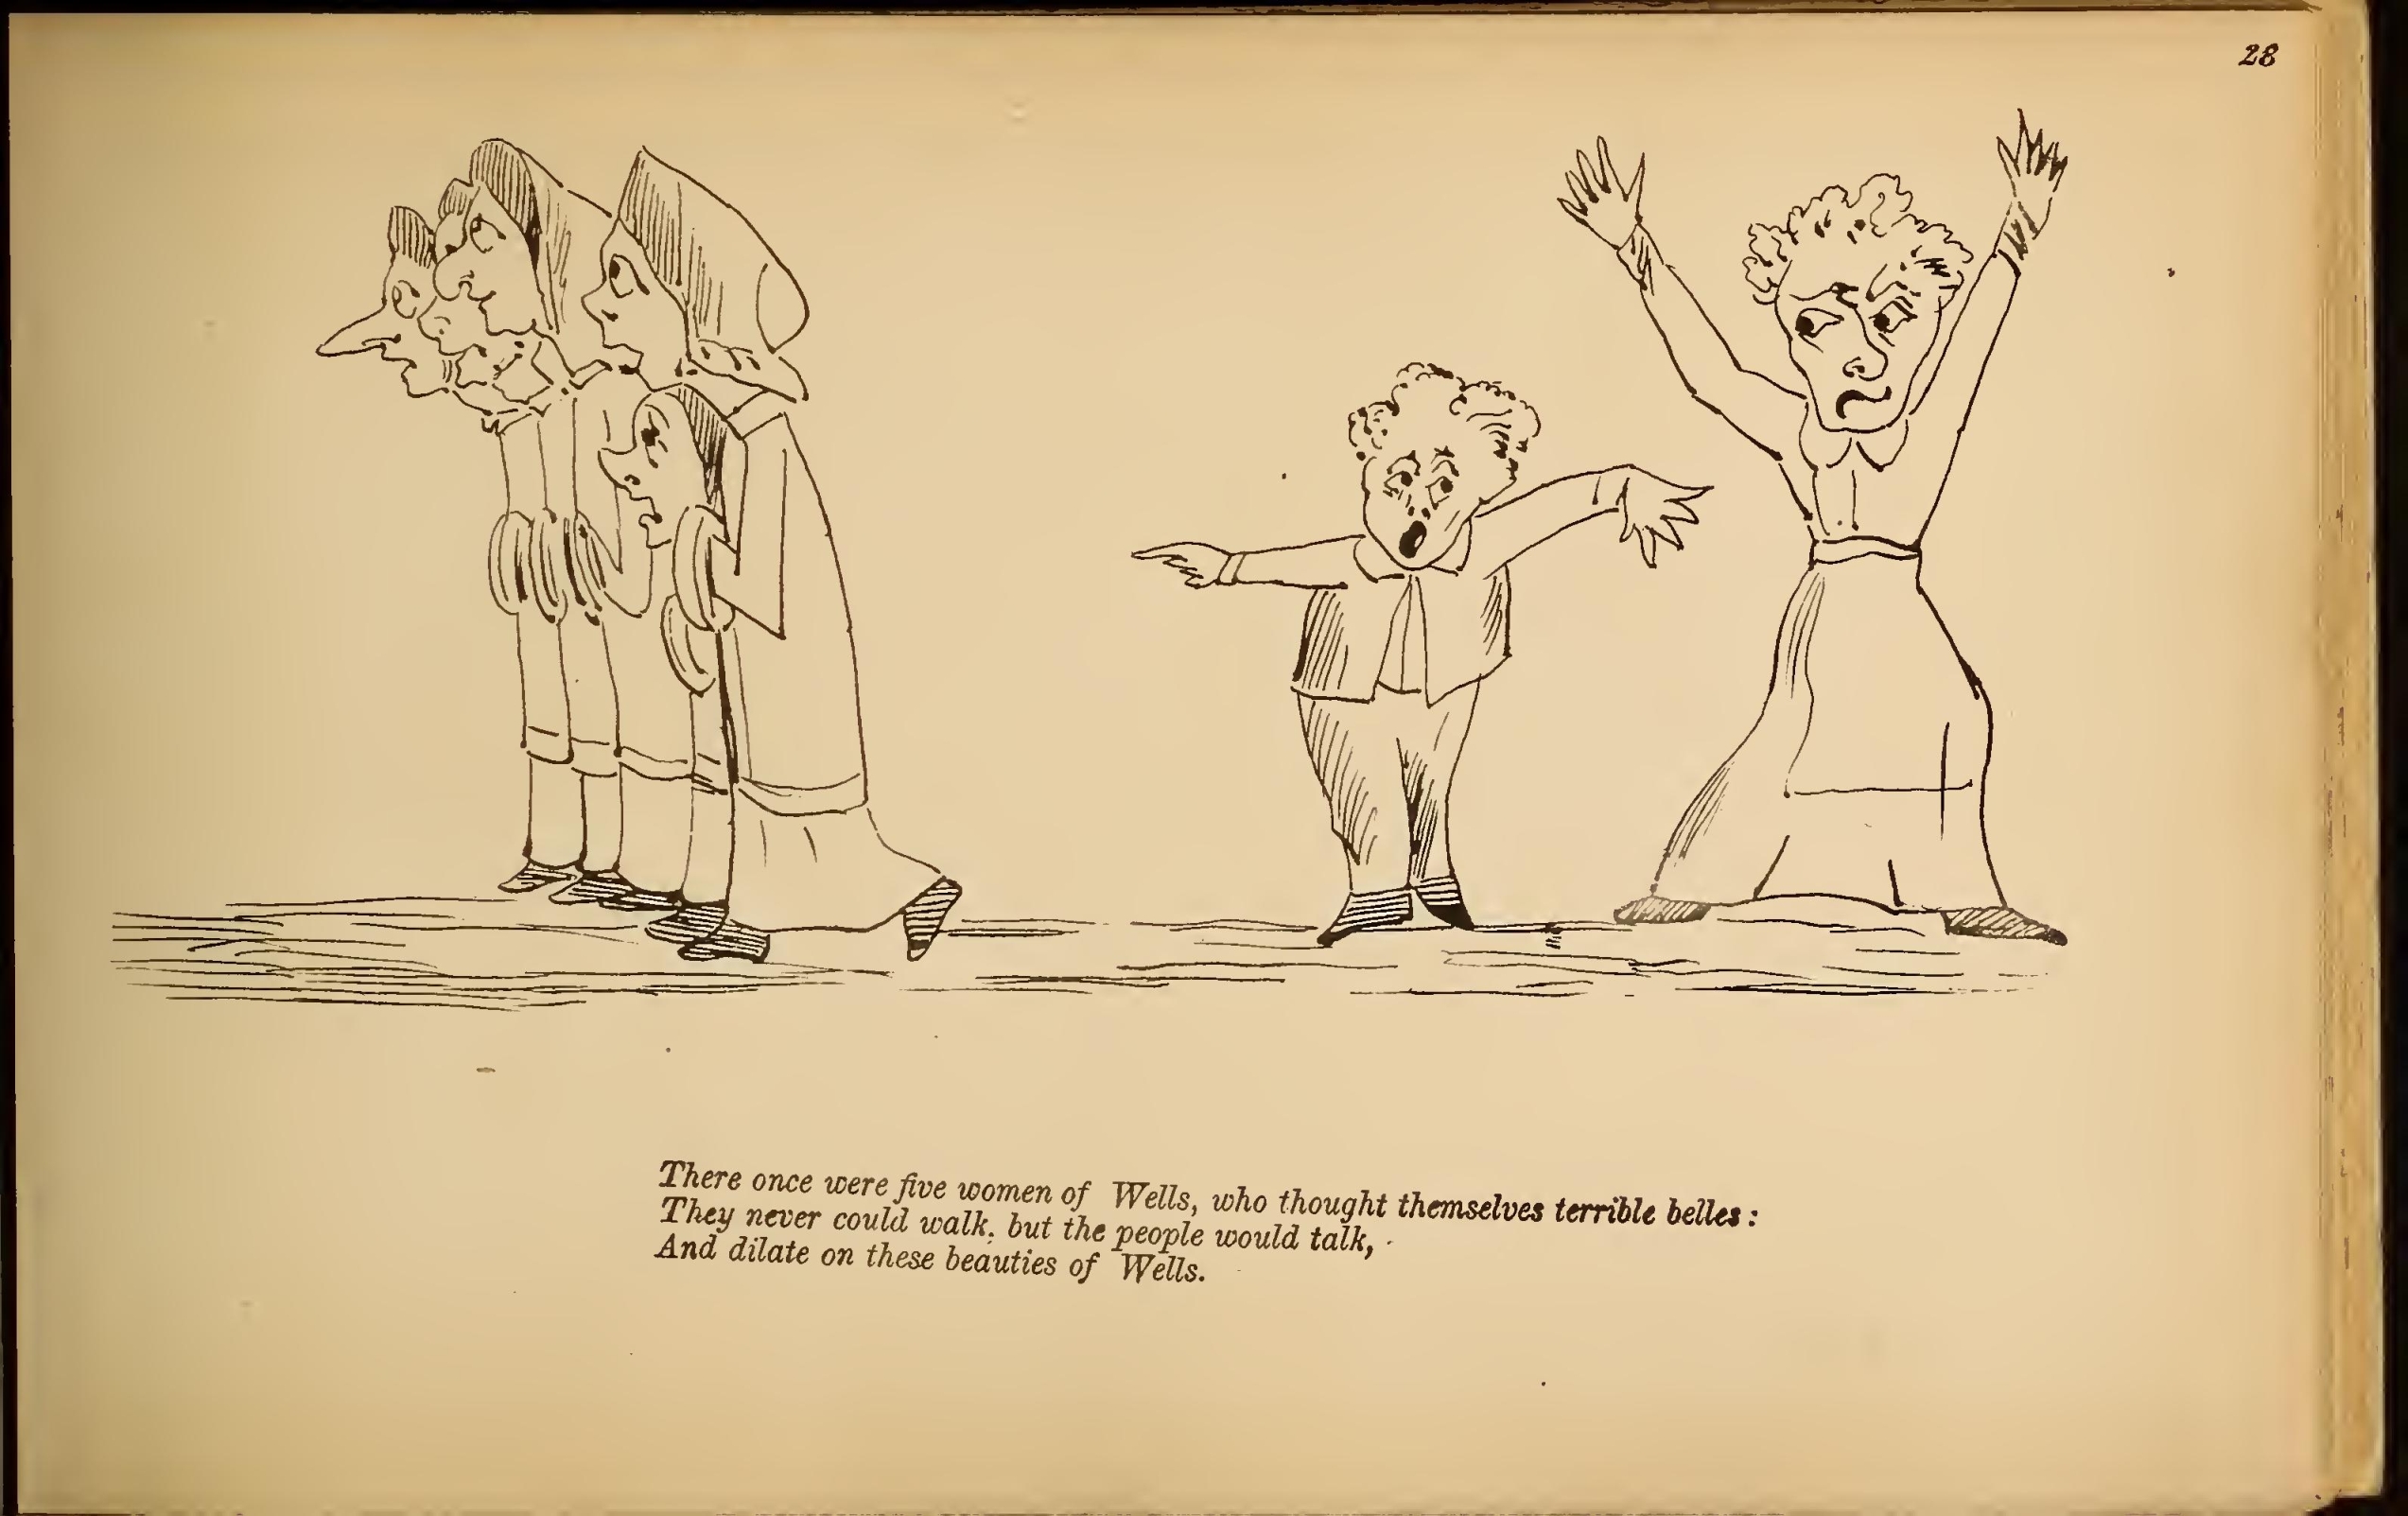 28
There once were five women of Wells, who thought themselves terrible belles:
They never could walk, but the people would talk,
And dilate on these beauties of Wells.